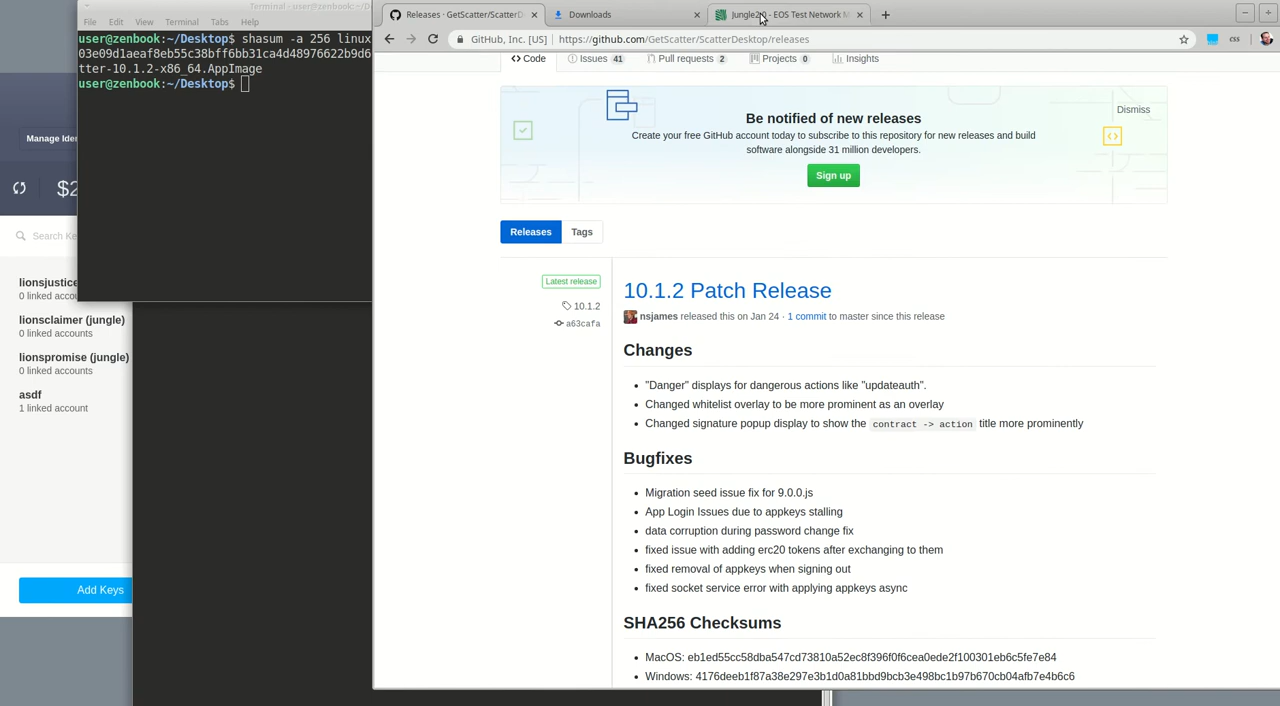 Terminal - user@zenbook: ~/D
File Edit View Terminal Tabs Help
user@zenbook:~/Desktop$ shasum -a 256 linux
03e09d1aeaf8eb55c38bff6bb31ca4d48976622b9d6
tter-10.1.2-x86_64.AppImage
user@zenbook:~/Desktop$
Manage Iden
$2
Search Ke
lionsjustice
0 linked accou
lionsclaimer (jungle)
0 linked accounts
lionspromise (jungle)
0 linked accounts
asdf
1 linked account
Add Keys
Releases · GetScatter/ScatterD
Downloads
Jungle2.0 - EOS Test Network M
GitHub, Inc. [US] https://github.com/GetScatter/ScatterDesktop/releases
css
Code Issues 41 Pull requests 2 Projects 0 Insights
Be notified of new releases
Dismiss
Create your free GitHub account today to subscribe to this repository for new releases and build
software alongside 31 million developers.
Sign up
Releases Tags
Latest release
10.1.2
a63cafa
10.1.2 Patch Release
nsjames released this on Jan 24 · 1 commit to master since this release
Changes
"Danger" displays for dangerous actions like "updateauth".
Changed whitelist overlay to be more prominent as an overlay
Changed signature popup display to show the contract -> action title more prominently
Bugfixes
Migration seed issue fix for 9.0.0.js
App Login Issues due to appkeys stalling
data corruption during password change fix
fixed issue with adding erc20 tokens after exchanging to them
fixed removal of appkeys when signing out
fixed socket service error with applying appkeys async
SHA256 Checksums
MacOS: eb1ed55cc58dba547cd73810a52ec8f396f0f6cea0ede2f100301eb6c5fe7e84
Windows: 4176deeb1f87a38e297e3b1d0a81bbd9bcb3e498bc1b97b670cb04afb7e4b6c6